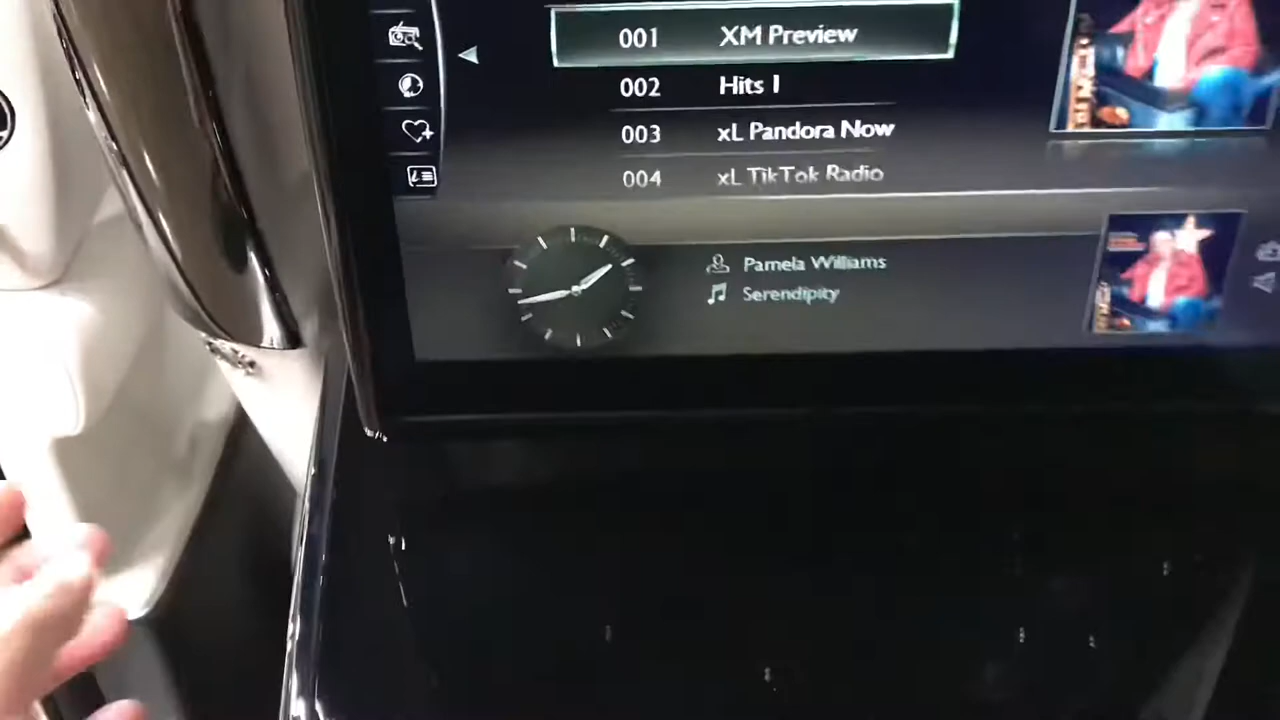 001 XM Preview
002 Hits 1
003 xL Pandora Now
004 xL TikTok Radio
Pamela Williams
Serendipity